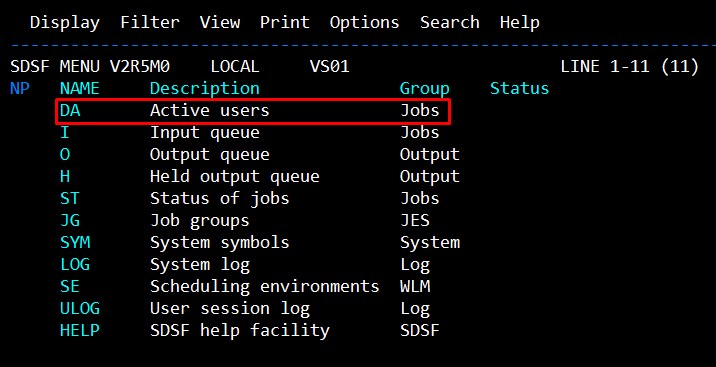 Display Filter View Print Options Search Help
SDSF MENU V2R5M0 LOCAL VS01 LINE 1-11 (11)
NP NAME Description Group Status
DA Active users Jobs
I Input queue Jobs
O Output queue Output
H Held output queue Output
ST Status of jobs Jobs
JG Job groups JES
SYM System symbols System
LOG System log Log
SE Scheduling environments WLM
ULOG User session log Log
HELP SDSF help facility SDSF